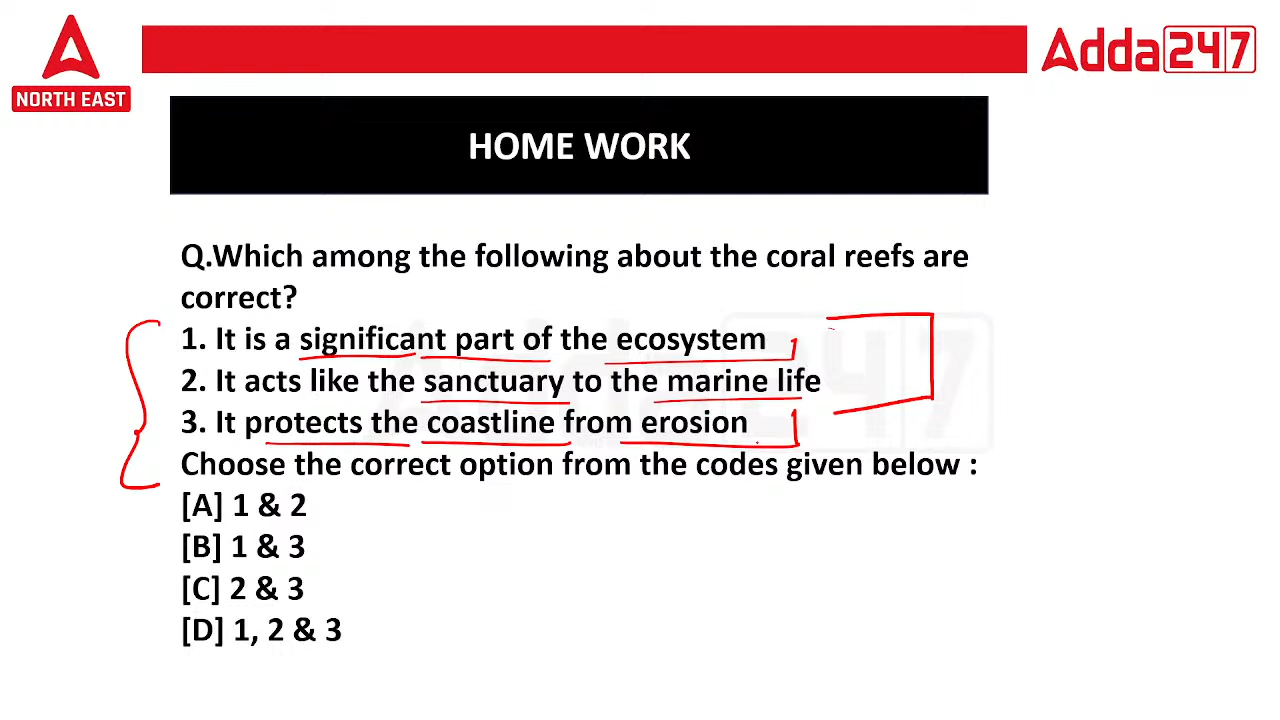 NORTH EAST
Adda247
HOME WORK
Q.Which among the following about the coral reefs are
correct?
1. It is a significant part of the ecosystem
2. It acts like the sanctuary to the marine life
3. It protects the coastline from erosion
Choose the correct option from the codes given below :
[A] 1 & 2
[B] 1 & 3
[C] 2 & 3
[D] 1, 2 & 3